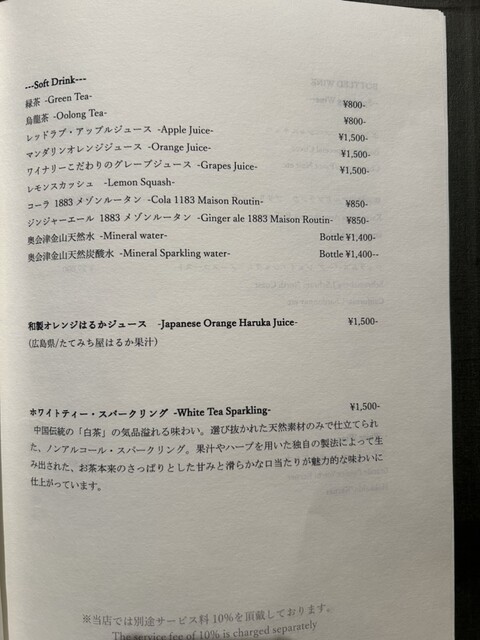 ---Soft Drink---
緑茶 -Green Tea- ¥800-
烏龍茶 -Oolong Tea- ¥800-
レッドラブ・アップルジュース -Apple Juice- ¥1,500-
マンダリンオレンジジュース -Orange Juice- ¥1,500-
ワイナリーこだわりのグレープジュース -Grapes Juice- ¥1,500-
レモンスカッシュ -Lemon Squash-
コーラ 1883 メゾンルータン -Cola 1183 Maison Routin- ¥850-
ジンジャーエール 1883 メゾンルータン -Ginger ale 1883 Maison Routin- ¥850-
奥会津金山天然水 -Mineral water- Bottle ¥1,400-
奥会津金山天然炭酸水 -Mineral Sparkling water- Bottle ¥1,400--
和製オレンジはるかジュース -Japanese Orange Haruka Juice- ¥1,500-
(広島県/たてみち屋はるか果汁)
ホワイトティー・スパークリング -White Tea Sparkling- ¥1,500-
中国伝統の「白茶」の気品溢れる味わい。選び抜かれた天然素材のみで仕立てられ
た、ノンアルコール・スパークリング。果汁やハーブを用いた独自の製法によって生
み出された、お茶本来のさっぱりとした甘みと滑らかな口当たりが魅力的な味わいに
仕上がっています。
※当店では別途サービス料 10%を頂戴しております。
The service fee of 10% is charged separately